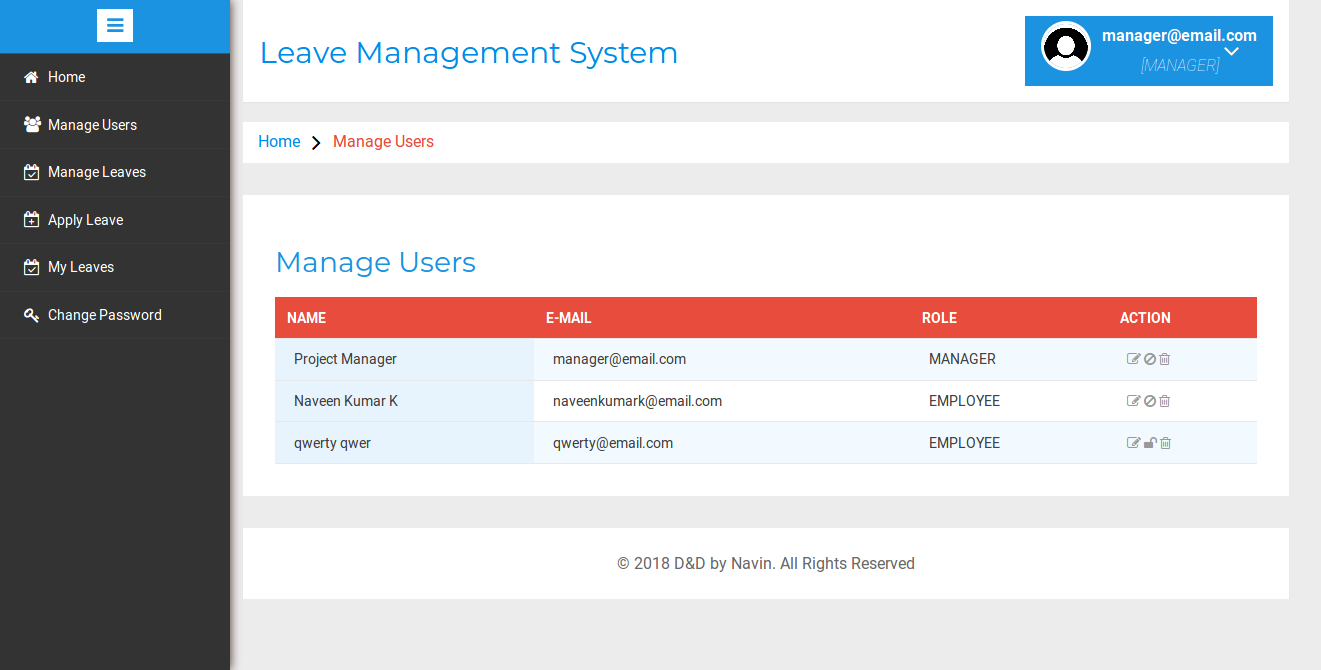 Leave Management System
manager@email.com
[MANAGER]
Home
Manage Users
Manage Leaves
Apply Leave
My Leaves
Change Password
Home Manage Users
Manage Users
NAME E-MAIL ROLE ACTION
Project Manager manager@email.com MANAGER
Naveen Kumar K naveenkumark@email.com EMPLOYEE
qwerty qwer qwerty@email.com EMPLOYEE
© 2018 D&D by Navin. All Rights Reserved